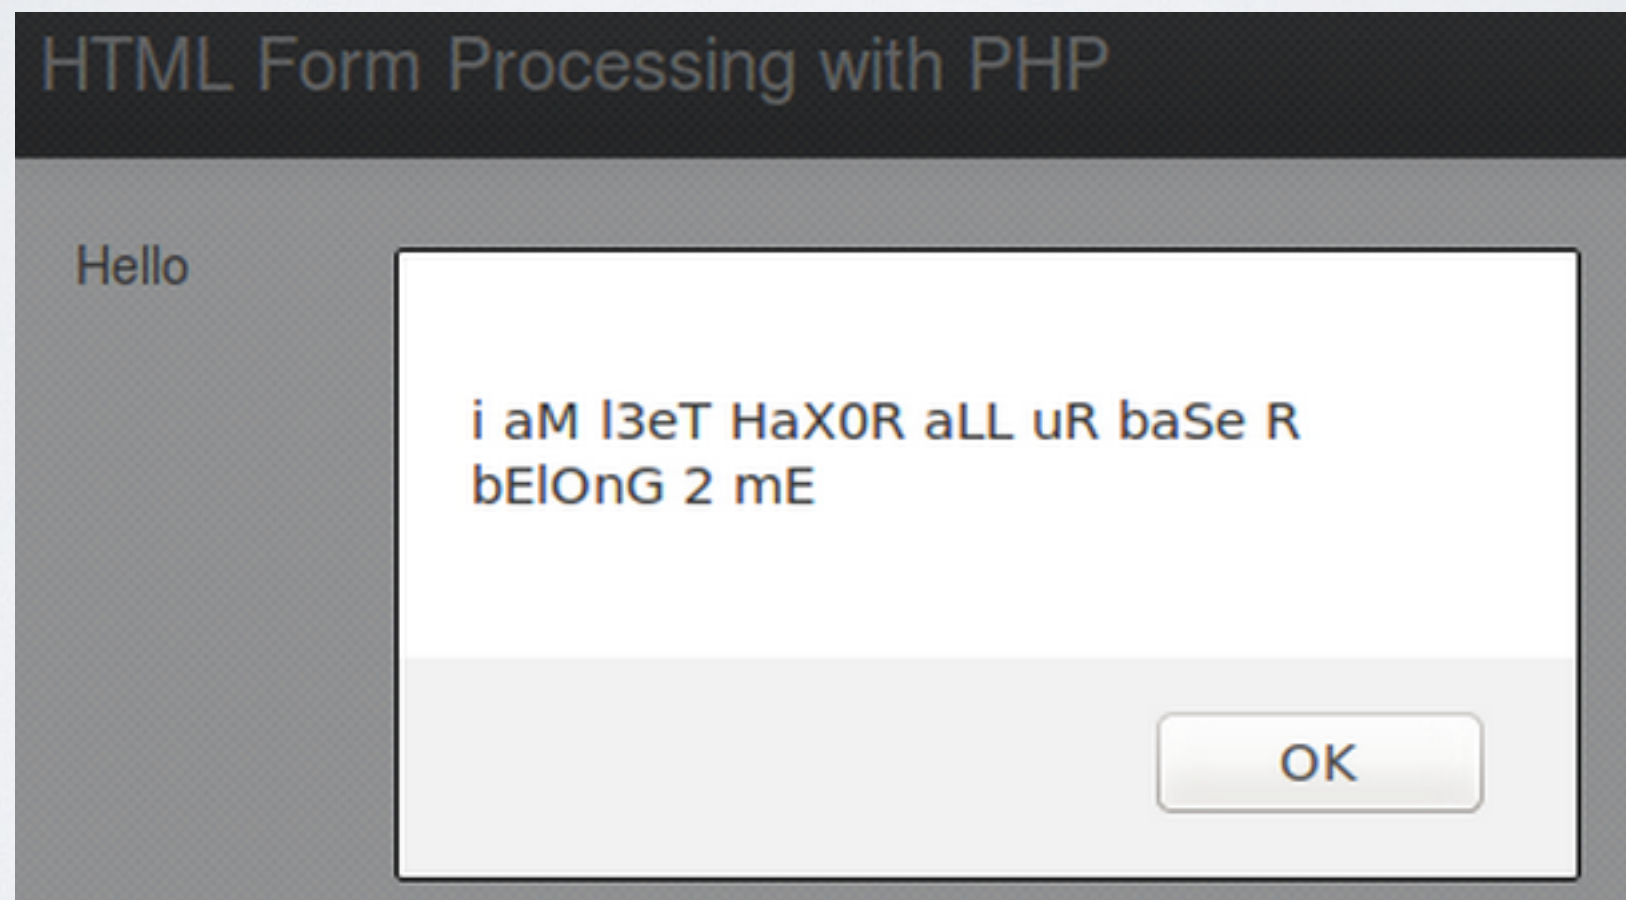 HTML Form Processing with PHP
Hello
i aM l3eT HaX0R aLL uR baSe R
bElOnG 2 mE
OK